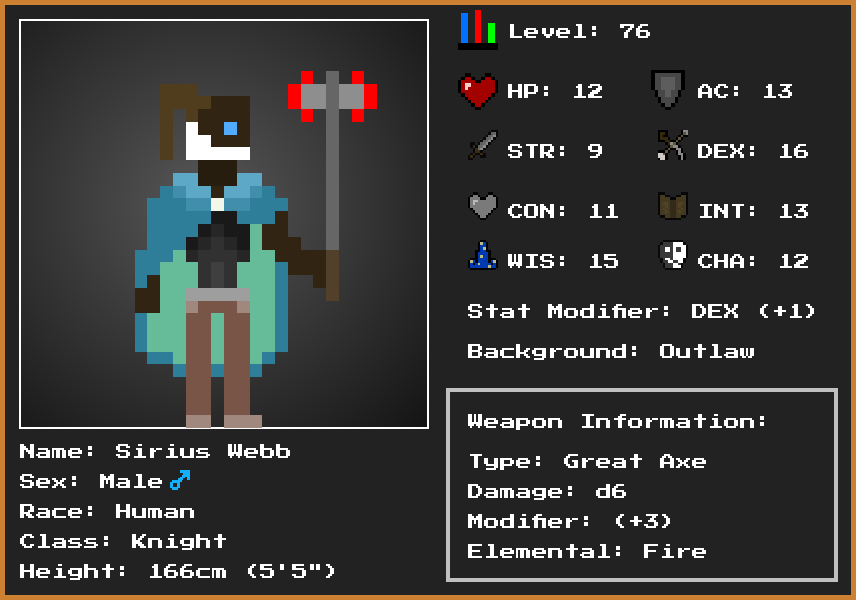 Level: 76
HP: 12 AC: 13
STR: 9 DEX: 16
CON: 11 INT: 13
WIS: 15 CHA: 12
Stat Modifier: DEX (+1)
Background: Outlaw
Weapon Information:
Type: Great Axe
Damage: d6
Modifier: (+3)
Elemental: Fire
Name: Sirius Webb
Sex: Male ♂
Race: Human
Class: Knight
Height: 166cm (5'5")